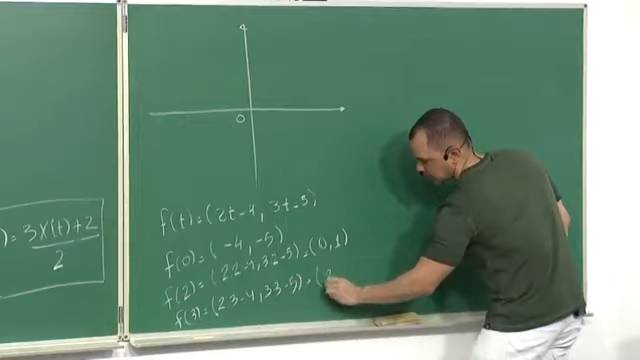 ) = 3x(t) + 2
2
0
f(t) = (2t - 4, 3t - 5)
f(0) = (-4, -5)
f(2) = (2.2 - 4, 3.2 - 5) = (0, 1)
f(3) = (2.3 - 4, 3.3 - 5) = (2